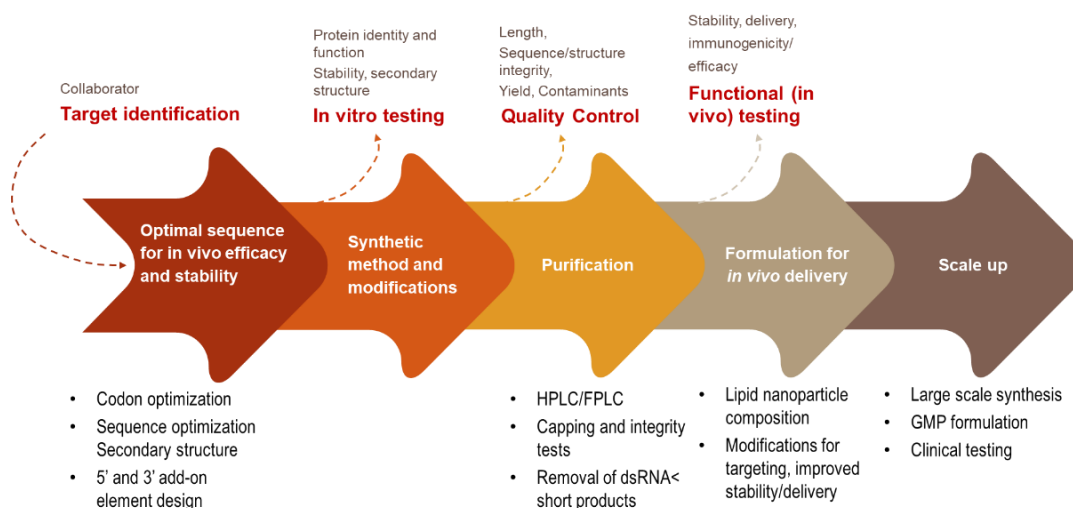 Collaborator
Target identification
Protein identity and
function
Stability, secondary
structure
In vitro testing
Length,
Sequence/structure
integrity,
Yield, Contaminants
Quality Control
Stability, delivery,
immunogenicity/
efficacy
Functional (in
vivo) testing
Optimal sequence
for in vivo efficacy
and stability
Synthetic
method and
modifications
Purification
Formulation for
in vivo delivery
Scale up
• Codon optimization
• Sequence optimization
Secondary structure
• 5’ and 3’ add-on
element design
• HPLC/FPLC
• Capping and integrity
tests
• Removal of dsRNA<
short products
• Lipid nanoparticle
composition
• Modifications for
targeting, improved
stability/delivery
• Large scale synthesis
• GMP formulation
• Clinical testing